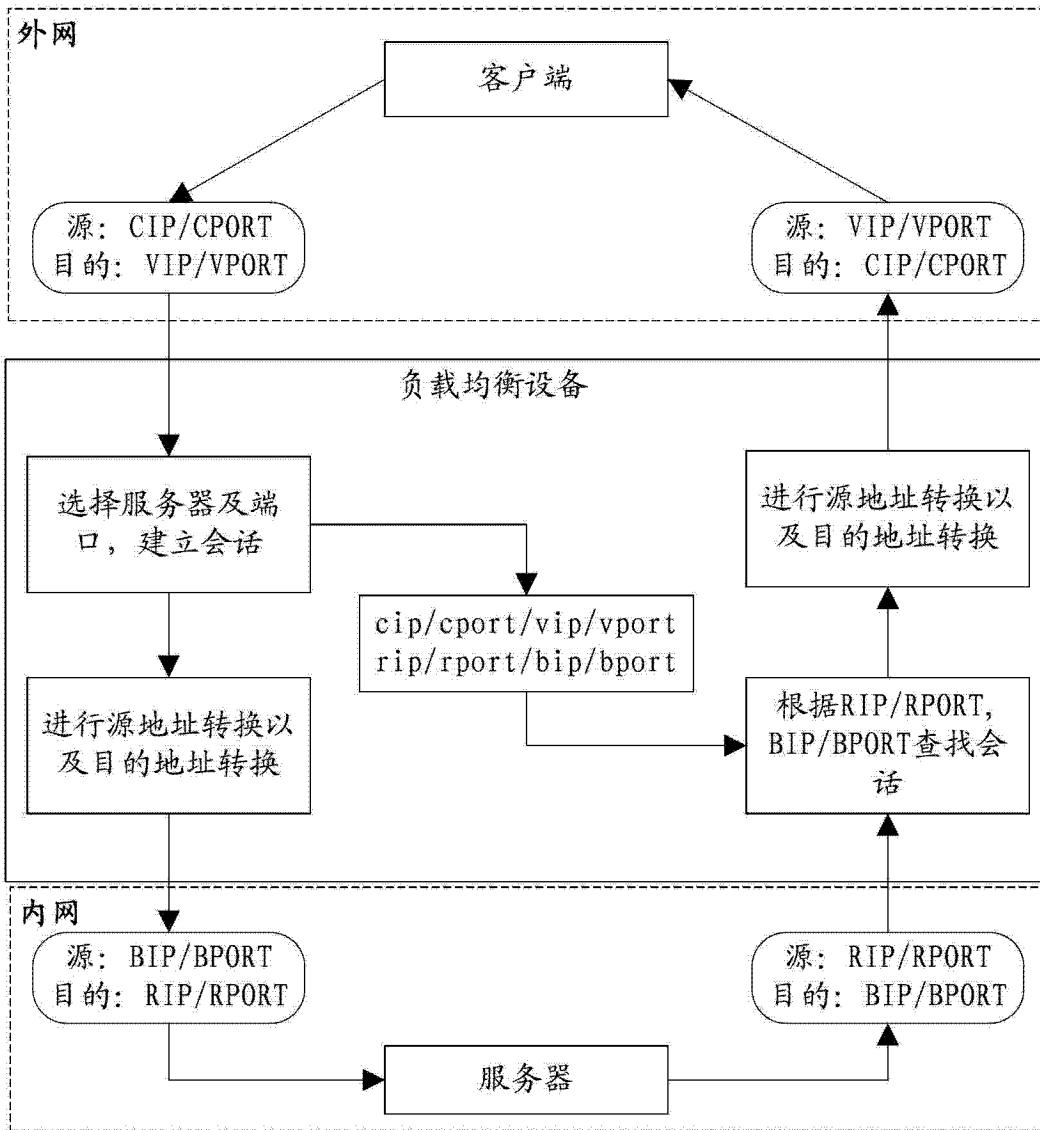 外网
客户端
源: CIP/CPORT
目的: VIP/VPORT
源: VIP/VPORT
目的: CIP/CPORT
负载均衡设备
选择服务器及端
口，建立会话
进行源地址转换以
及目的地址转换
cip/cport/vip/vport
rip/rport/bip/bport
进行源地址转换以
及目的地址转换
根据RIP/RPORT,
BIP/BPORT查找会
话
内网
源: BIP/BPORT
目的: RIP/RPORT
源: RIP/RPORT
目的: BIP/BPORT
服务器